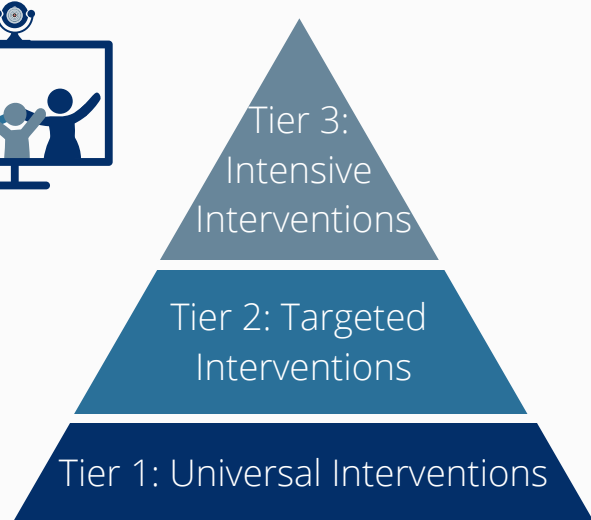 Tier 3:
Intensive
Interventions
Tier 2: Targeted
Interventions
Tier 1: Universal Interventions